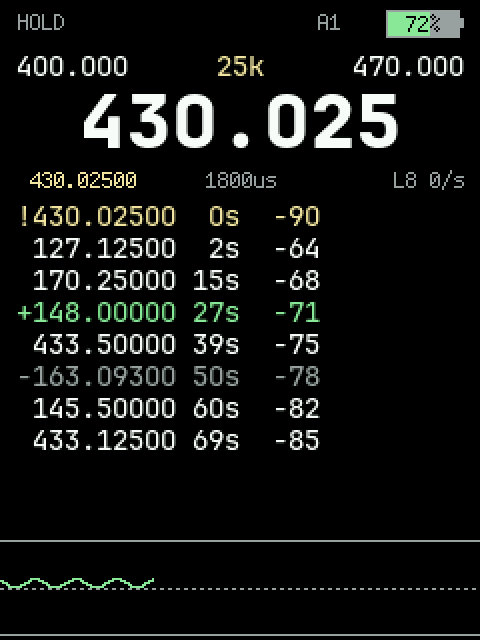 HOLD A1 72%
400.000 25k 470.000
430.025
430.02500 1800us L8 0/s
!430.02500 0s -90
127.12500 2s -64
170.25000 15s -68
+148.00000 27s -71
433.50000 39s -75
-163.09300 50s -78
145.50000 60s -82
433.12500 69s -85